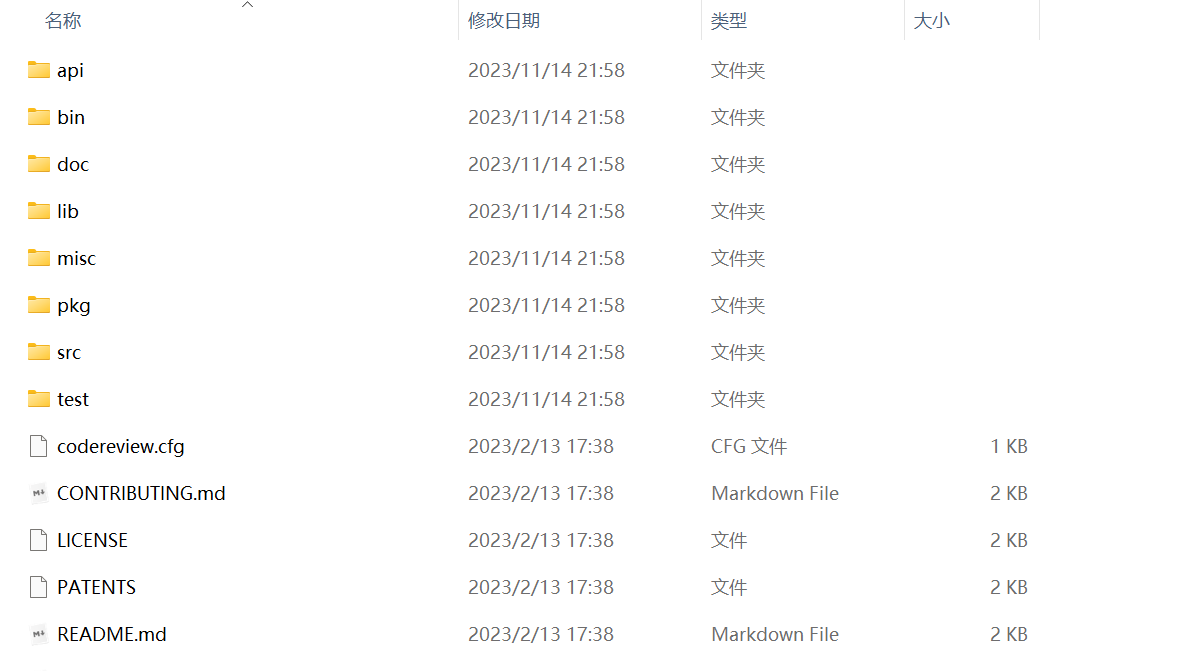 名称 修改日期 类型 大小
api 2023/11/14 21:58 文件夹
bin 2023/11/14 21:58 文件夹
doc 2023/11/14 21:58 文件夹
lib 2023/11/14 21:58 文件夹
misc 2023/11/14 21:58 文件夹
pkg 2023/11/14 21:58 文件夹
src 2023/11/14 21:58 文件夹
test 2023/11/14 21:58 文件夹
codereview.cfg 2023/2/13 17:38 CFG 文件 1 KB
CONTRIBUTING.md 2023/2/13 17:38 Markdown File 2 KB
LICENSE 2023/2/13 17:38 文件 2 KB
PATENTS 2023/2/13 17:38 文件 2 KB
README.md 2023/2/13 17:38 Markdown File 2 KB